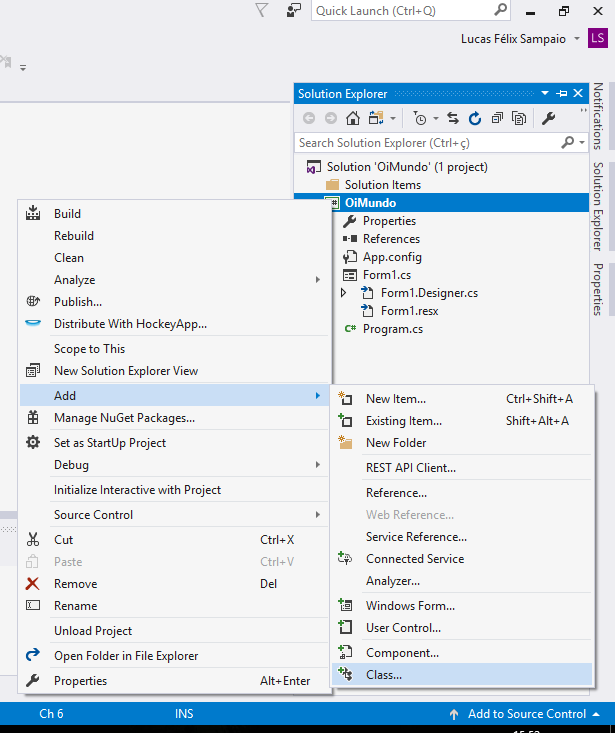 Quick Launch (Ctrl+Q)
Lucas Félix Sampaio
LS
Solution Explorer
Search Solution Explorer (Ctrl+ç)
Solution 'OiMundo' (1 project)
Solution Items
OiMundo
Properties
References
App.config
Form1.cs
Form1.Designer.cs
Form1.resx
C# Program.cs
Notifications
Solution Explorer
Properties
Build
Rebuild
Clean
Analyze
Publish...
Distribute With HockeyApp...
Scope to This
New Solution Explorer View
Add
Manage NuGet Packages...
Set as StartUp Project
Debug
Initialize Interactive with Project
Source Control
Cut Ctrl+X
Paste Ctrl+V
Remove Del
Rename
Unload Project
Open Folder in File Explorer
Properties Alt+Enter
New Item... Ctrl+Shift+A
Existing Item... Shift+Alt+A
New Folder
REST API Client...
Reference...
Web Reference...
Service Reference...
Connected Service
Analyzer...
Windows Form...
User Control...
Component...
Class...
Ch 6 INS Add to Source Control